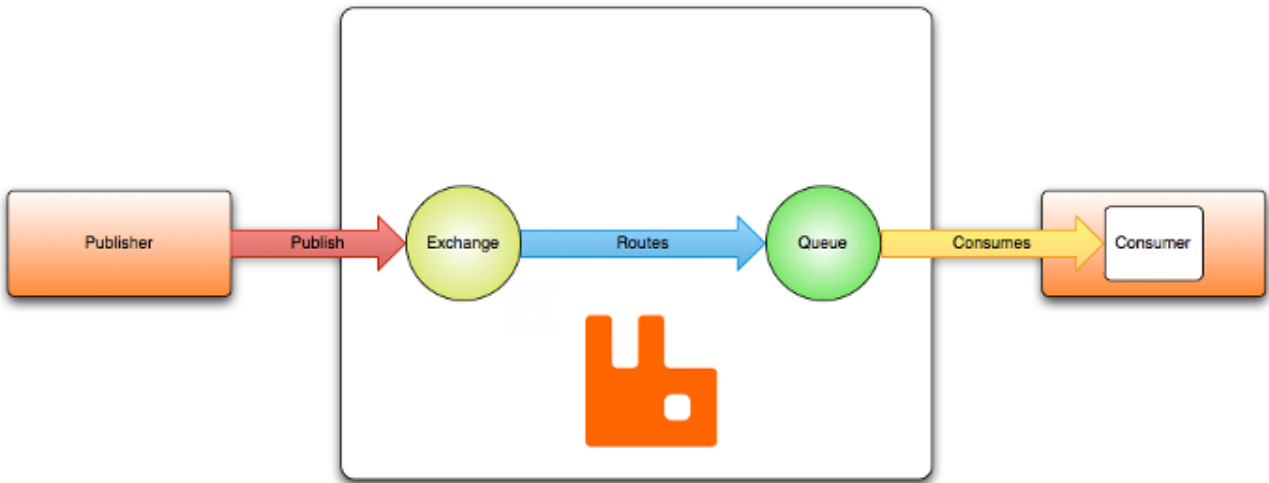 Publisher
Publish
Exchange
Routes
Queue
Consumes
Consumer